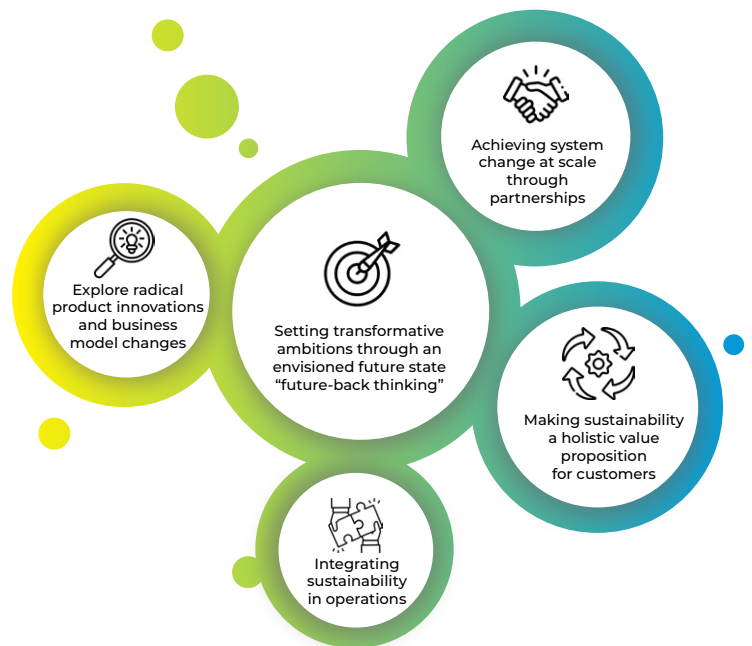 Achieving system
change at scale
through
partnerships
Explore radical
product innovations
and business
model changes
Setting transformative
ambitions through an
envisioned future state
“future-back thinking”
Making sustainability
a holistic value
proposition
for customers
Integrating
sustainability
in operations